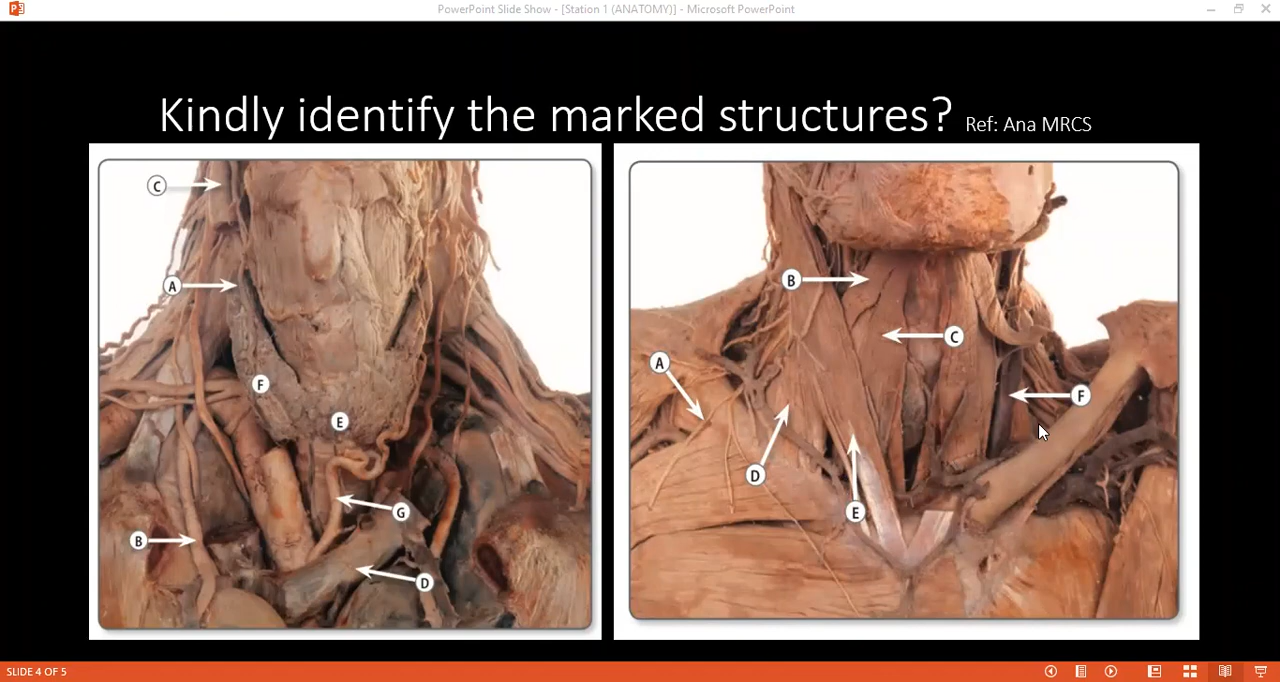 PowerPoint Slide Show - [Station 1 (ANATOMY)] - Microsoft PowerPoint
Kindly identify the marked structures? Ref: Ana MRCS
C
A
F
E
G
B
D
B
C
A
F
D
E
SLIDE 4 OF 5